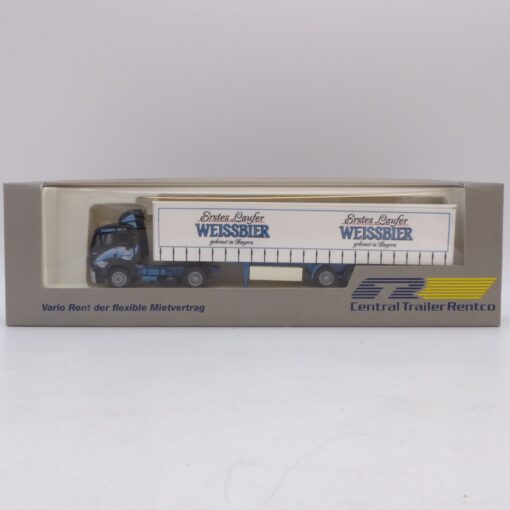 Erstes Laufer
WEISSBIER
gebraut in Bayern
Erstes Laufer
WEISSBIER
gebraut in Bayern
Vario Rent der flexible Mietvertrag
Central Trailer Rentco